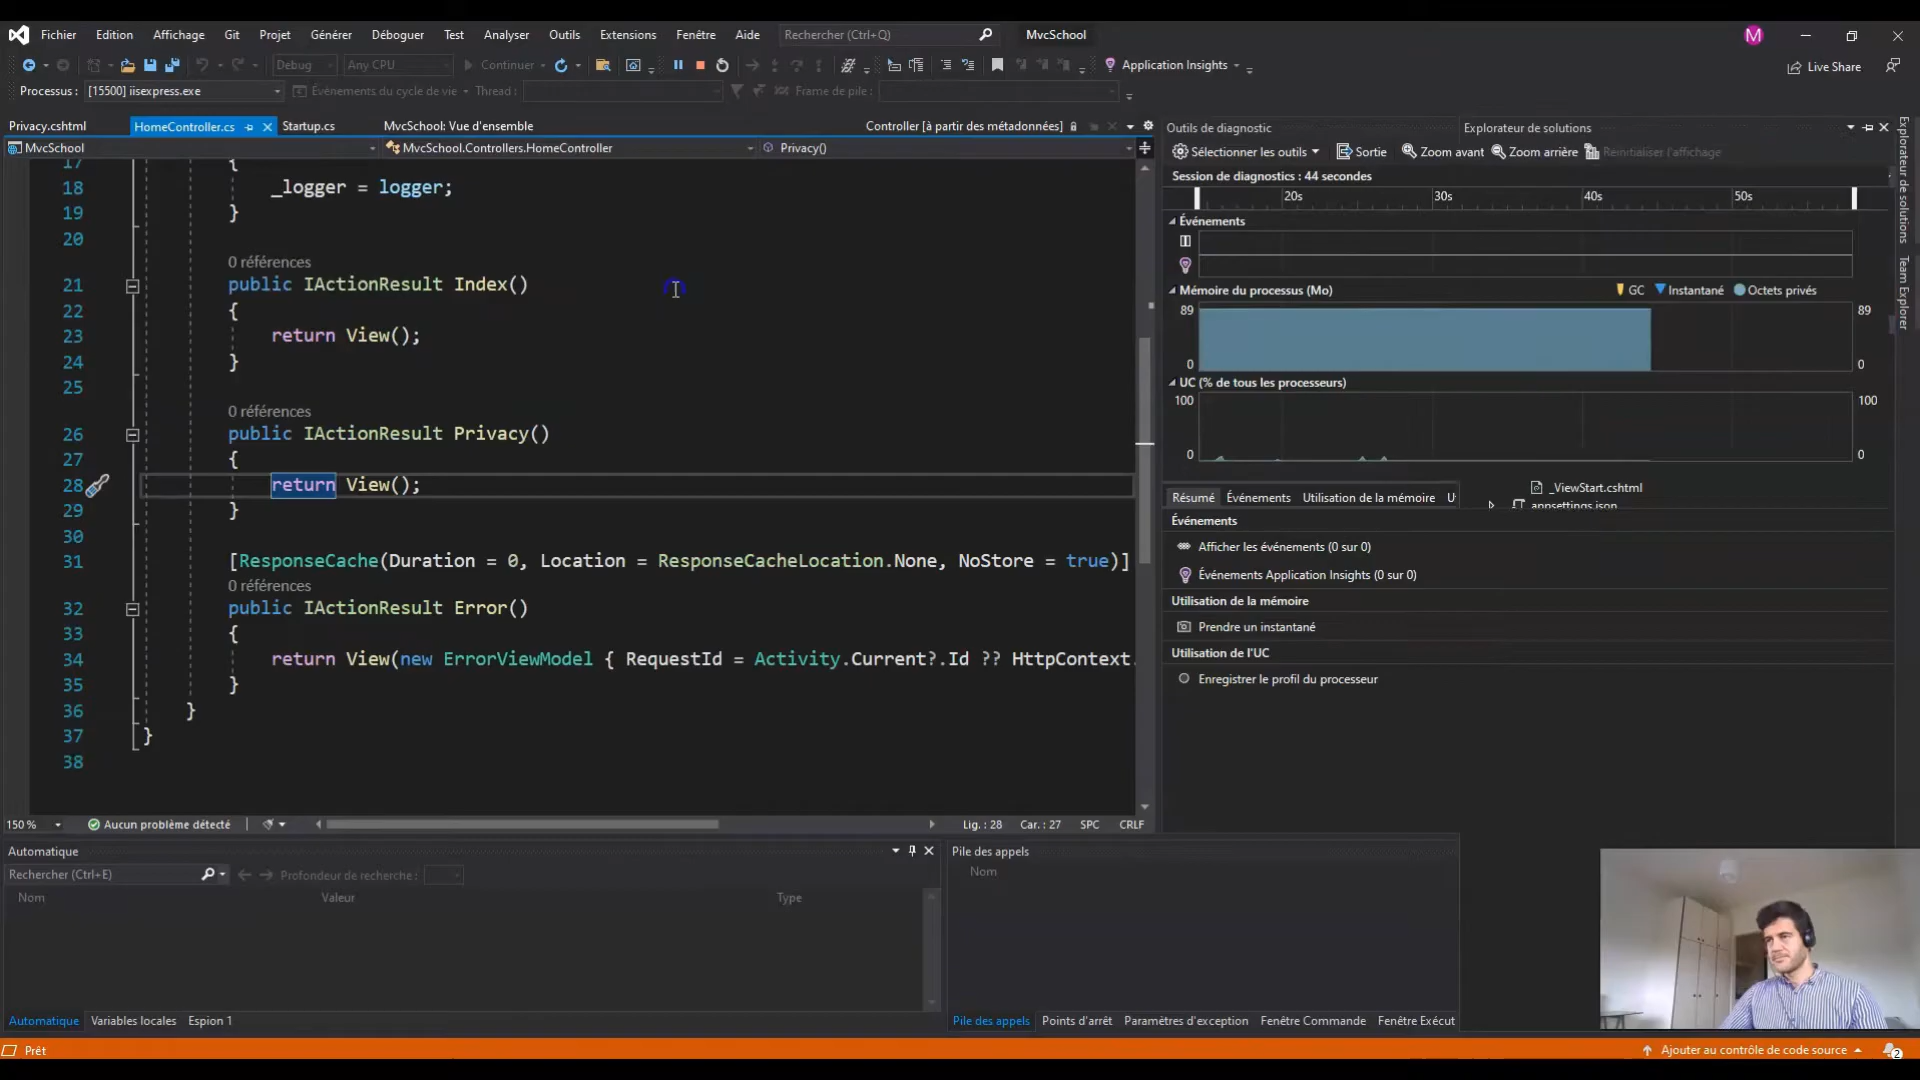 Fichier Edition Affichage Git Projet Générer Déboguer Test Analyser Outils Extensions Fenêtre Aide Rechercher (Ctrl+Q) MvcSchool M
Debug Any CPU Continuer Application Insights Live Share
Processus : [15500] iisexpress.exe Événements du cycle de vie Thread : Frame de pile :
Privacy.cshtml HomeController.cs Startup.cs MvcSchool: Vue d'ensemble Controller [à partir des métadonnées]
MvcSchool MvcSchool.Controllers.HomeController Privacy()
17 {
18 _logger = logger;
19 }
20
0 références
21 public IActionResult Index()
22 {
23 return View();
24 }
25
0 références
26 public IActionResult Privacy()
27 {
28 return View();
29 }
30
31 [ResponseCache(Duration = 0, Location = ResponseCacheLocation.None, NoStore = true)]
0 références
32 public IActionResult Error()
33 {
34 return View(new ErrorViewModel { RequestId = Activity.Current?.Id ?? HttpContext.
35 }
36 }
37 }
38
150 % Aucun problème détecté Lig. : 28 Car. : 27 SPC CRLF
Outils de diagnostic Explorateur de solutions
Sélectionner les outils Sortie Zoom avant Zoom arrière Réinitialiser l'affichage
Session de diagnostics : 44 secondes
20s 30s 40s 50s
Événements
Mémoire du processus (Mo) GC Instantané Octets privés
89 89
0 0
UC (% de tous les processeurs)
100 100
0 0
_ViewStart.cshtml
appsettings.json
Résumé Événements Utilisation de la mémoire U
Événements
Afficher les événements (0 sur 0)
Événements Application Insights (0 sur 0)
Utilisation de la mémoire
Prendre un instantané
Utilisation de l'UC
Enregistrer le profil du processeur
Explorateur de solutions
Team Explorer
Automatique
Rechercher (Ctrl+E) Profondeur de recherche :
Nom Valeur Type
Automatique Variables locales Espion 1
Pile des appels
Nom
Pile des appels Points d'arrêt Paramètres d'exception Fenêtre Commande Fenêtre Exécut
Prêt Ajouter au contrôle de code source 2